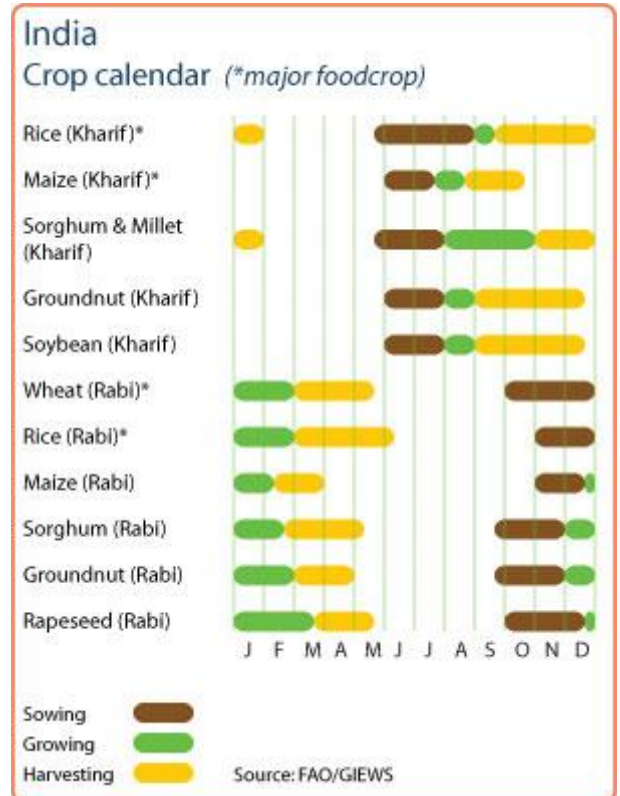 India
Crop calendar (*major foodcrop)
Rice (Kharif)*
Maize (Kharif)*
Sorghum & Millet
(Kharif)
Groundnut (Kharif)
Soybean (Kharif)
Wheat (Rabi)*
Rice (Rabi)*
Maize (Rabi)
Sorghum (Rabi)
Groundnut (Rabi)
Rapeseed (Rabi)
J F M A M J J A S O N D
Sowing
Growing
Harvesting Source: FAO/GIEWS